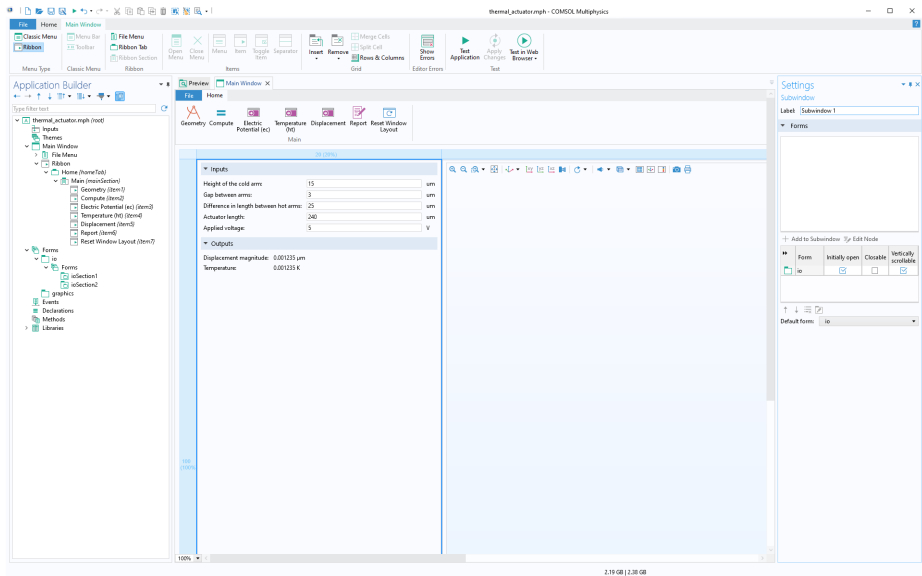 thermal_actuator.mph - COMSOL Multiphysics
File Home Main Window
Classic Menu
Ribbon
Menu Type
Menu Bar
Toolbar
Classic Menu
File Menu
Ribbon Tab
Ribbon Section
Ribbon
Open Menu
Close Menu
Menu
Item
Toggle Item
Separator
Items
Insert
Remove
Merge Cells
Split Cell
Rows & Columns
Grid
Show Errors
Editor Errors
Test Application
Apply Changes
Test in Web Browser
Test
Application Builder
Type filter text
thermal_actuator.mph (root)
Inputs
Themes
Main Window
File Menu
Ribbon
Home (homeTab)
Main (mainSection)
Geometry (item1)
Compute (item2)
Electric Potential (ec) (item3)
Temperature (ht) (item4)
Displacement (item5)
Report (item6)
Reset Window Layout (item7)
Forms
io
Forms
ioSection1
ioSection2
graphics
Events
Declarations
Methods
Libraries
Preview Main Window
File Home
Geometry
Compute
Electric Potential (ec)
Temperature (ht)
Displacement
Report
Reset Window Layout
Main
Inputs
Height of the cold arm: 15 um
Gap between arms: 3 um
Difference in length between hot arms: 25 um
Actuator length: 240 um
Applied voltage: 5 V
Outputs
Displacement magnitude: 0.001235 µm
Temperature: 0.001235 K
(100%)
100%
Settings
Subwindow
Label: Subwindow 1
Forms
Add to Subwindow Edit Node
Form Initially open Closable Vertically scrollable
io
Default form: io
2.19 GB | 2.38 GB